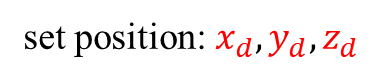 set position: x_d, y_d, z_d